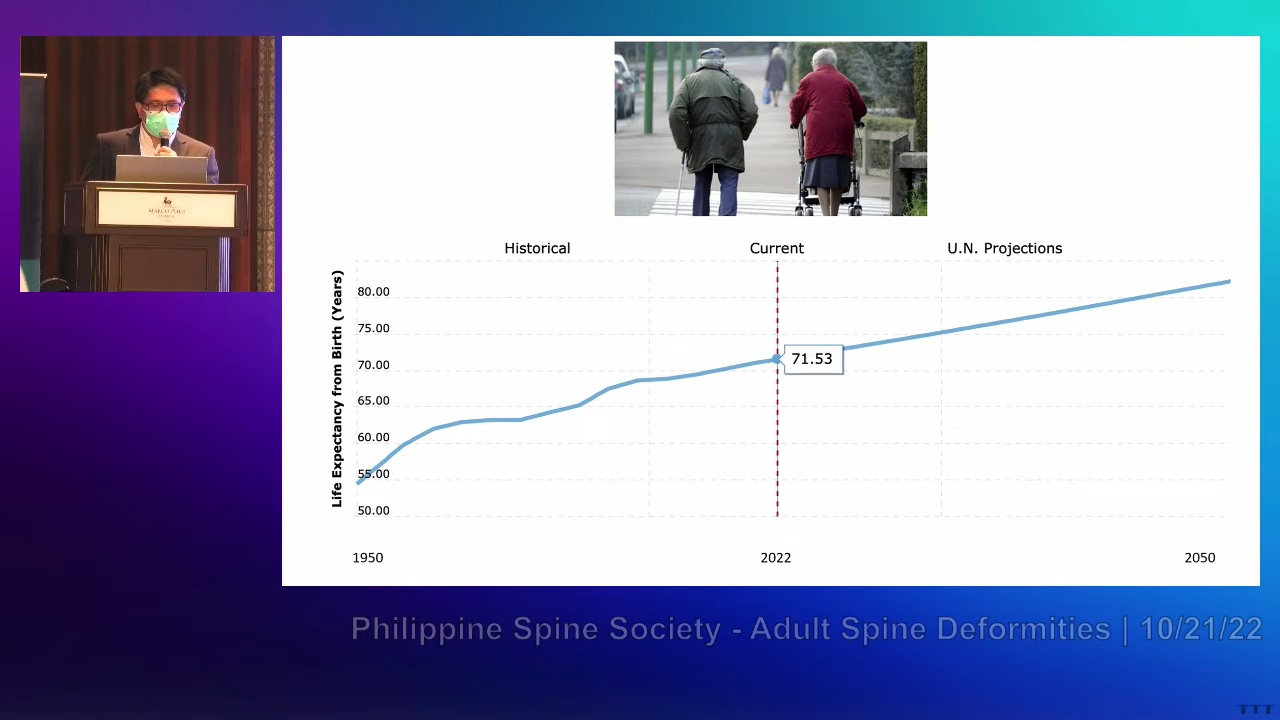 Historical
Current
U.N. Projections
Life Expectancy from Birth (Years)
80.00
75.00
70.00
65.00
60.00
55.00
50.00
71.53
1950
2022
2050
Philippine Spine Society - Adult Spine Deformities | 10/21/22
TTT